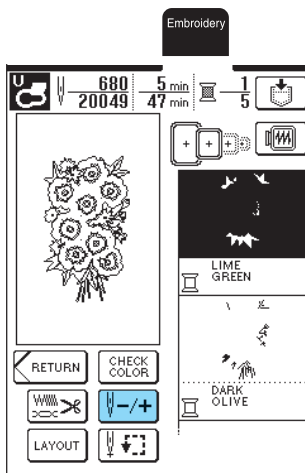 Embroidery
U 680 5 min 1
20049 47 min 5
LIME
GREEN
RETURN
CHECK
COLOR
-/+
DARK
OLIVE
LAYOUT